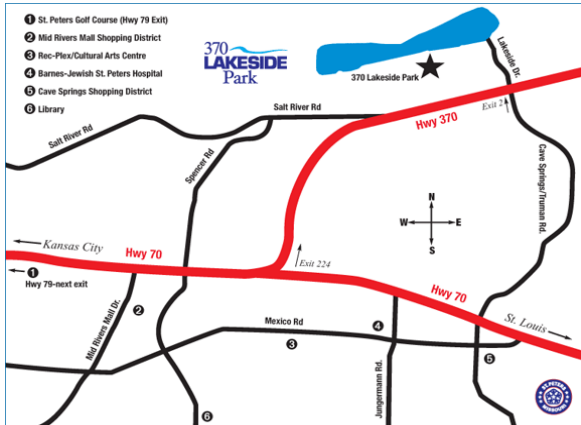 1 St. Peters Golf Course (Hwy 79 Exit)
2 Mid Rivers Mall Shopping District
3 Rec-Plex/Cultural Arts Centre
4 Barnes-Jewish St. Peters Hospital
5 Cave Springs Shopping District
6 Library
370
LAKESIDE
Park
370 Lakeside Park
Lakeside Dr.
Salt River Rd
Salt River Rd
Spencer Rd
Hwy 370
Exit 2
Cave Springs/Truman Rd.
N
W E
S
Kansas City
Hwy 70
Exit 224
1
Hwy 79-next exit
Hwy 70
St. Louis
2
Mid Rivers Mall Dr.
Mexico Rd
3
4
5
Jungermann Rd.
6
ST. PETERS
MISSOURI